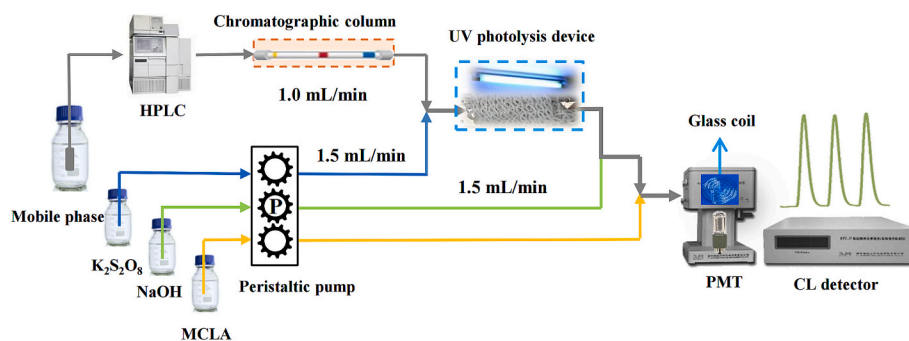 Chromatographic column
UV photolysis device
HPLC
1.0 mL/min
Glass coil
1.5 mL/min
1.5 mL/min
Mobile phase
P
K₂S₂O₈
NaOH
Peristaltic pump
PMT
CL detector
MCLA